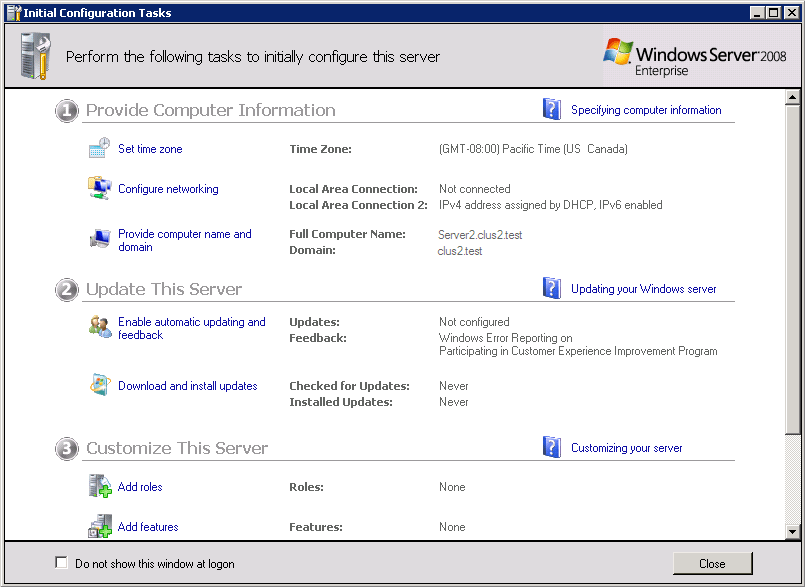 Initial Configuration Tasks
Perform the following tasks to initially configure this server
Windows Server 2008
Enterprise
1 Provide Computer Information
Specifying computer information
Set time zone
Time Zone:
(GMT-08:00) Pacific Time (US  Canada)
Configure networking
Local Area Connection:
Not connected
Local Area Connection 2:
IPv4 address assigned by DHCP, IPv6 enabled
Provide computer name and
domain
Full Computer Name:
Server2.clus2.test
Domain:
clus2.test
2 Update This Server
Updating your Windows server
Enable automatic updating and
feedback
Updates:
Not configured
Feedback:
Windows Error Reporting on
Participating in Customer Experience Improvement Program
Download and install updates
Checked for Updates:
Never
Installed Updates:
Never
3 Customize This Server
Customizing your server
Add roles
Roles:
None
Add features
Features:
None
Do not show this window at logon
Close